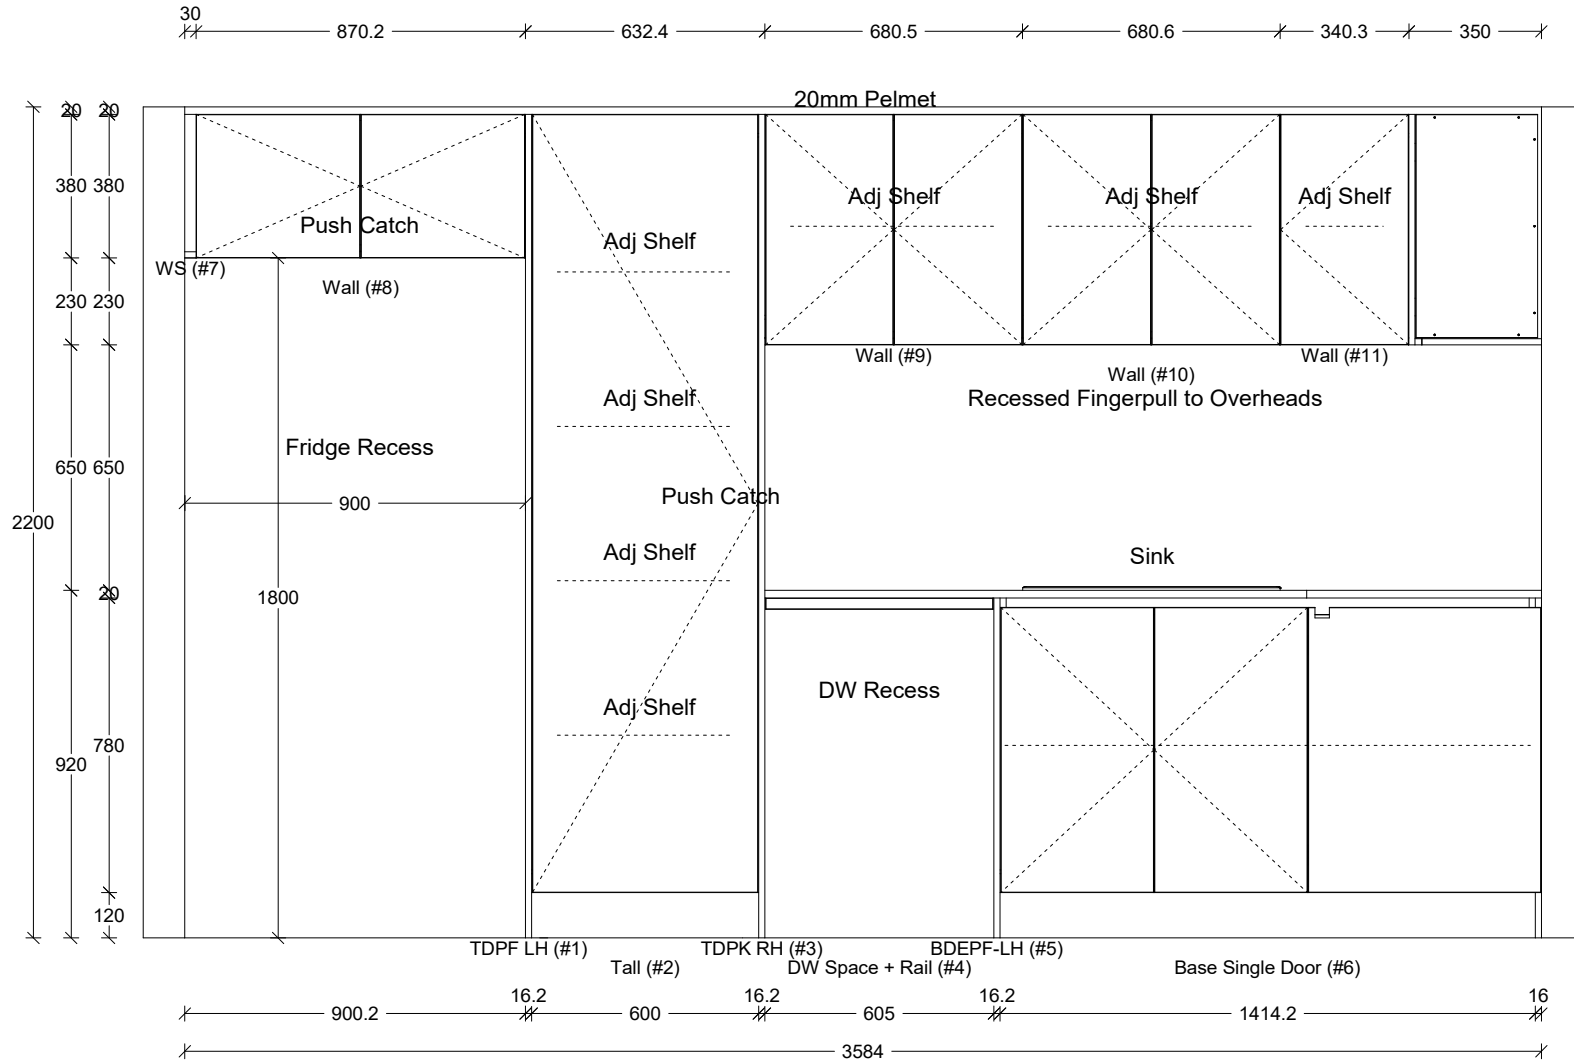 30
870.2
632.4
680.5
680.6
340.3
350
20mm Pelmet
20
20
380
380
Adj Shelf
Adj Shelf
Adj Shelf
Push Catch
Adj Shelf
WS (#7)
Wall (#8)
230
230
Wall (#9)
Wall (#10)
Wall (#11)
Adj Shelf
Recessed Fingerpull to Overheads
Fridge Recess
650
650
Push Catch
900
2200
Adj Shelf
Sink
20
1800
DW Recess
Adj Shelf
780
920
120
TDPF LH (#1)
TDPK RH (#3)
BDEPF-LH (#5)
Tall (#2)
DW Space + Rail (#4)
Base Single Door (#6)
16.2
16.2
16.2
16
900.2
600
605
1414.2
3584